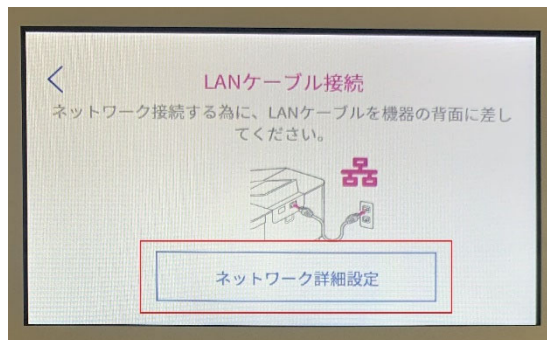 LANケーブル接続
ネットワーク接続する為に、LANケーブルを機器の背面に差し
てください。
ネットワーク詳細設定